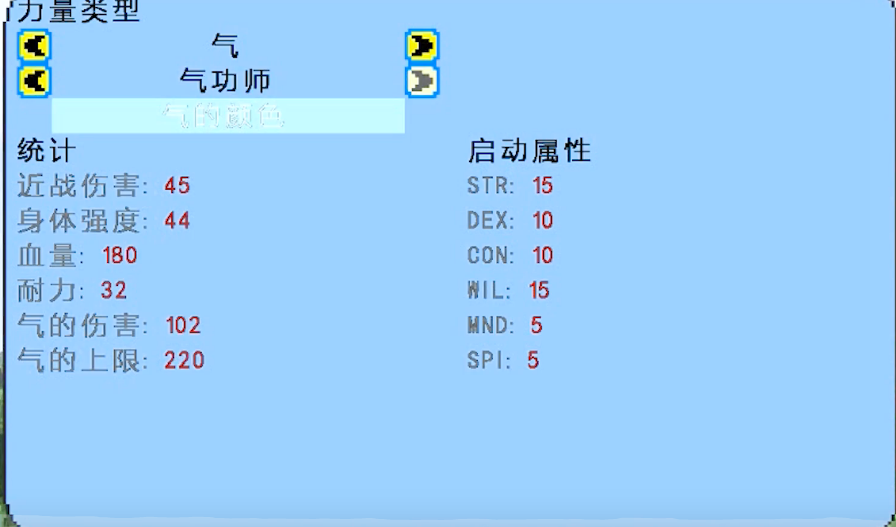 力量类型
气
气功师
气的颜色
统计 启动属性
近战伤害: 45 STR: 15
身体强度: 44 DEX: 10
血量: 180 CON: 10
耐力: 32 WIL: 15
气的伤害: 102 MND: 5
气的上限: 220 SPI: 5